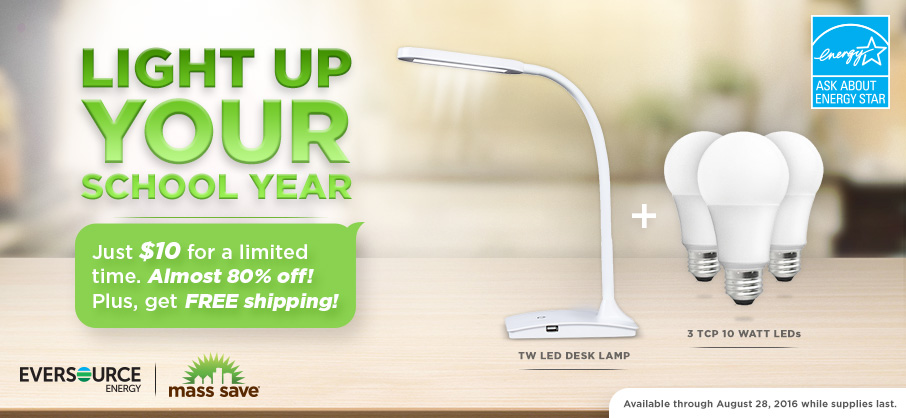 LIGHT UP
YOUR
SCHOOL YEAR
Just $10 for a limited
time. Almost 80% off!
Plus, get FREE shipping!
energy
ASK ABOUT
ENERGY STAR
+
TW LED DESK LAMP
3 TCP 10 WATT LEDs
EVERSOURCE
ENERGY
mass save
Available through August 28, 2016 while supplies last.